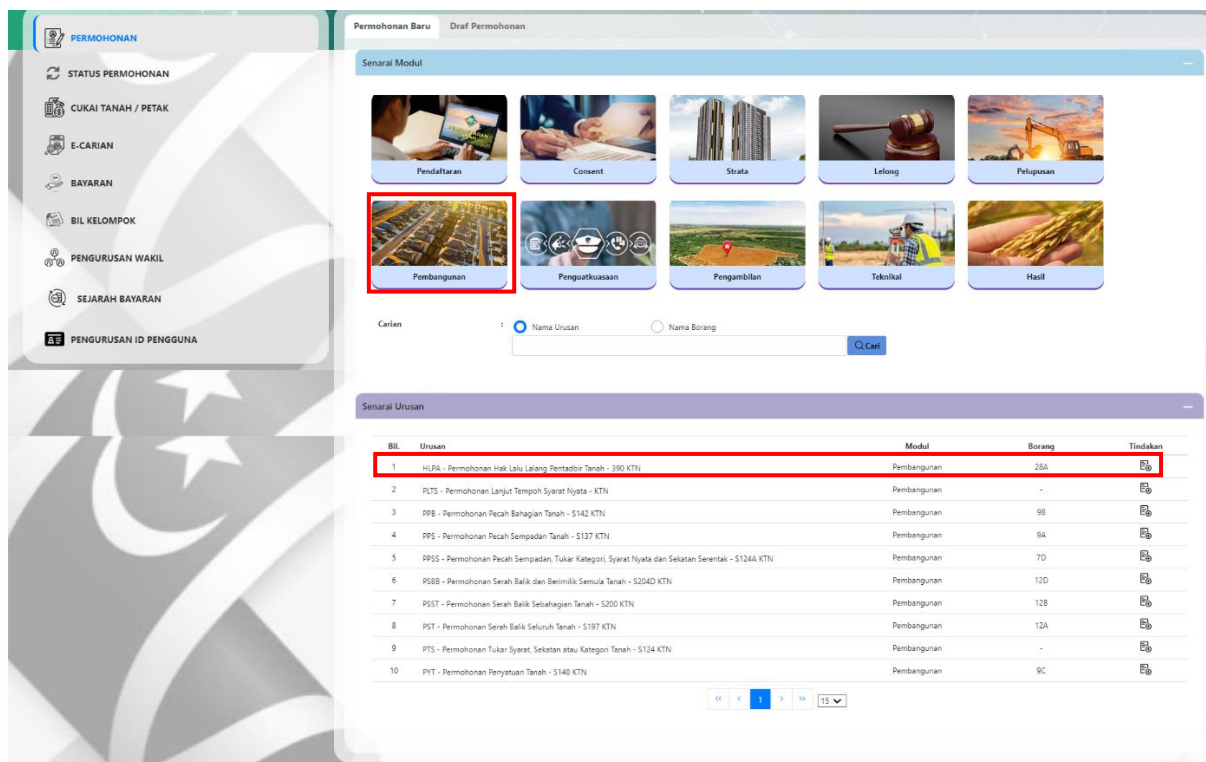 PERMOHONAN
STATUS PERMOHONAN
CUKAI TANAH / PETAK
E-CARIAN
BAYARAN
BIL KELOMPOK
PENGURUSAN WAKIL
SEJARAH BAYARAN
PENGURUSAN ID PENGGUNA
Permohonan Baru Draf Permohonan
Senarai Modul
Pendaftaran Consent Strata Lelong Pelupusan
Pembangunan Penguatkuasaan Pengambilan Teknikal Hasil
Carian : Nama Urusan Nama Borang
Cari
Senarai Urusan
Bil. Urusan Modul Borang Tindakan
1 HLPA - Permohonan Hak Lalu Lalang Pentadbir Tanah - 390 KTN Pembangunan 28A
2 PLTS - Permohonan Lanjut Tempoh Syarat Nyata - KTN Pembangunan -
3 PPB - Permohonan Pecah Bahagian Tanah - S142 KTN Pembangunan 9B
4 PPS - Permohonan Pecah Sempadan Tanah - S137 KTN Pembangunan 9A
5 PPSS - Permohonan Pecah Sempadan, Tukar Kategori, Syarat Nyata dan Sekatan Serentak - S124A KTN Pembangunan 7D
6 PSBB - Permohonan Serah Balik dan Berimilik Semula Tanah - S204D KTN Pembangunan 12D
7 PSST - Permohonan Serah Balik Sebahagian Tanah - S200 KTN Pembangunan 12B
8 PST - Permohonan Serah Balik Seluruh Tanah - S197 KTN Pembangunan 12A
9 PTS - Permohonan Tukar Syarat, Sekatan atau Kategori Tanah - S124 KTN Pembangunan -
10 PYT - Permohonan Penyatuan Tanah - S148 KTN Pembangunan 9C
<< < 1 > >> 15